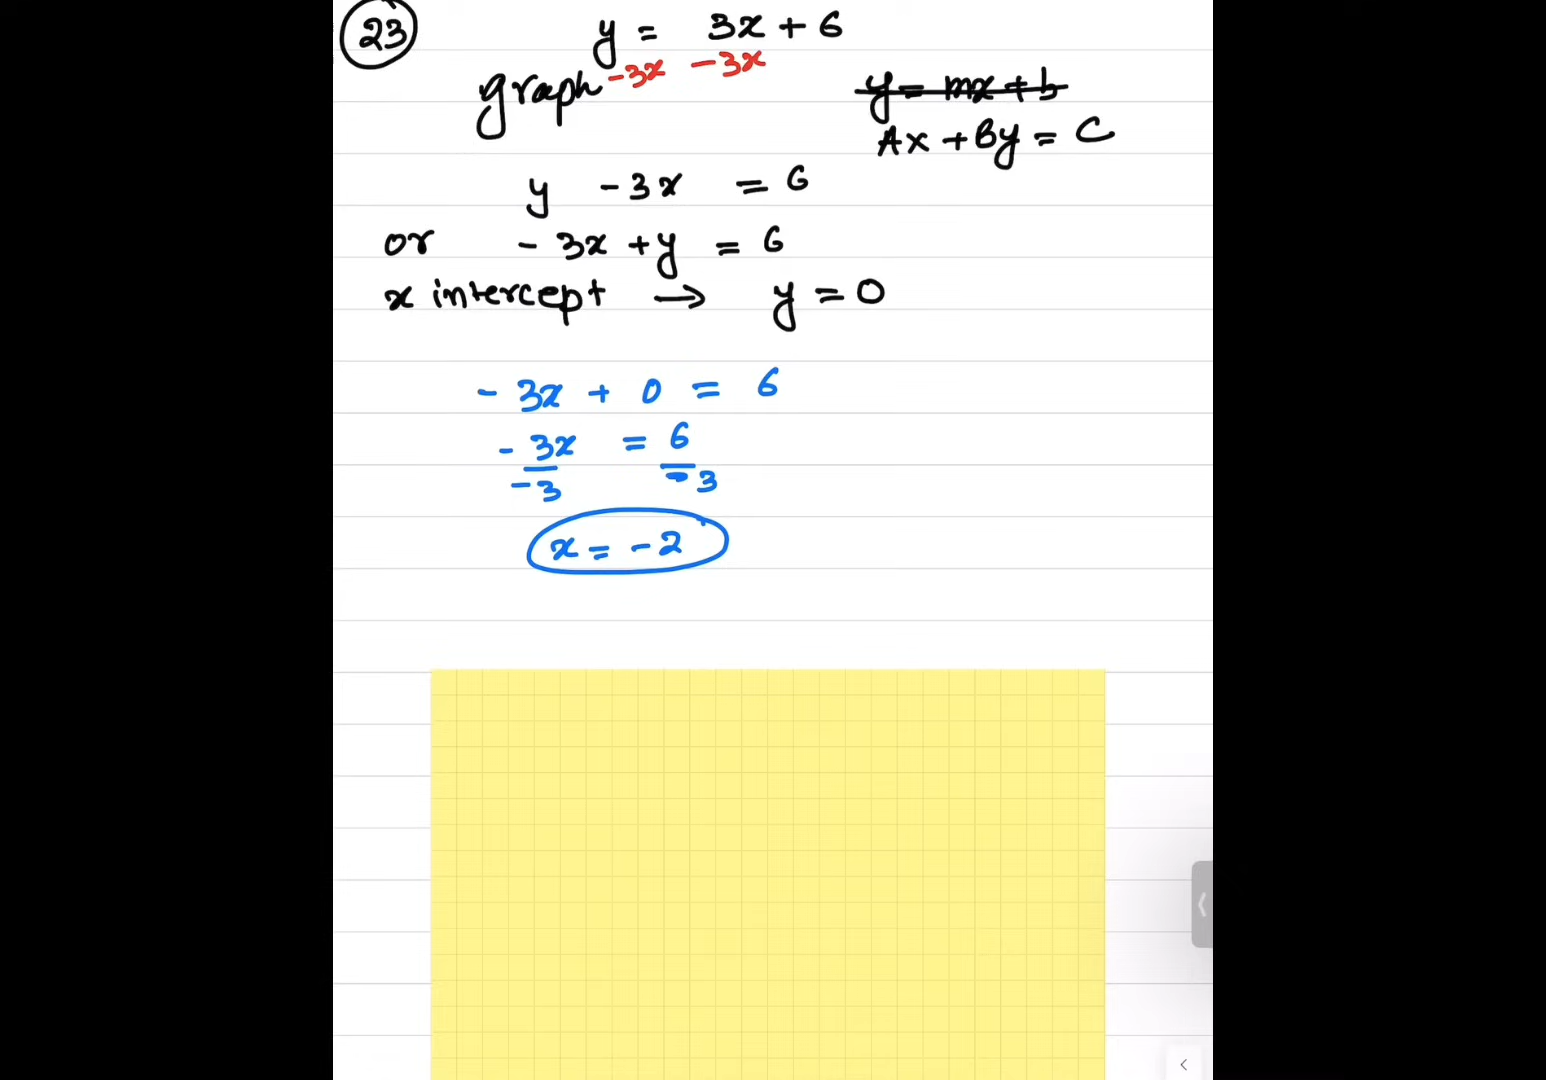 23 y = 3x + 6
-3x -3x
graph y = mx + b
Ax + By = C
y - 3x = 6
or - 3x + y = 6
x intercept → y = 0
- 3x + 0 = 6
- 3x = 6
-3 -3
x = -2